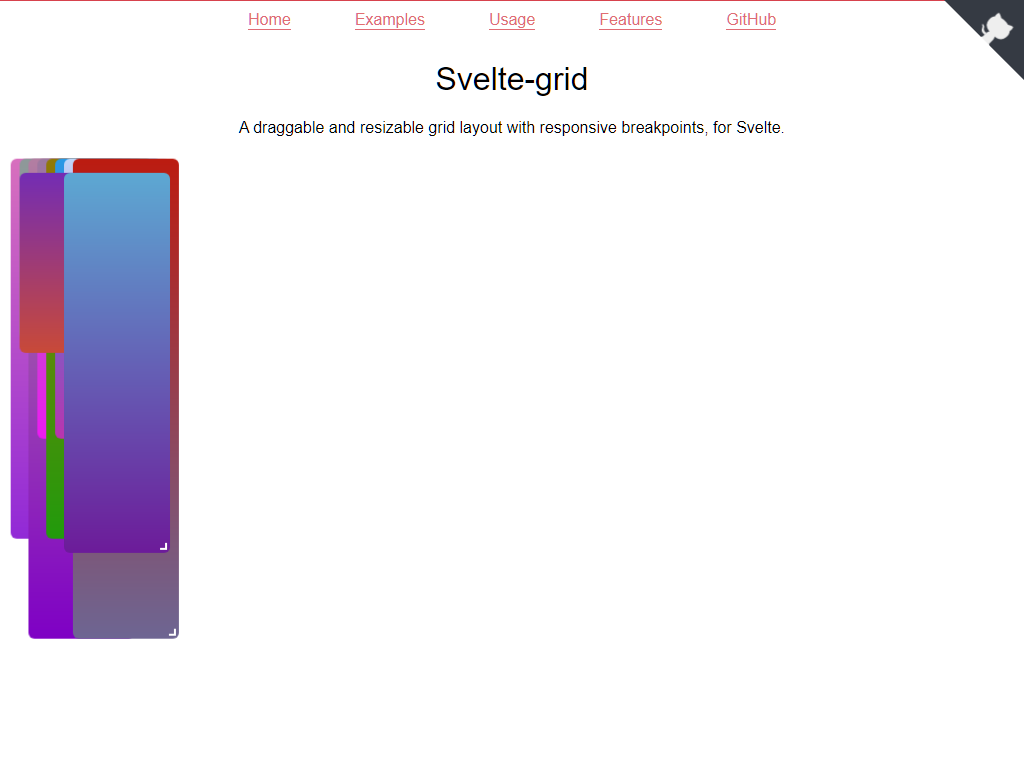 Home Examples Usage Features GitHub
Svelte-grid
A draggable and resizable grid layout with responsive breakpoints, for Svelte.